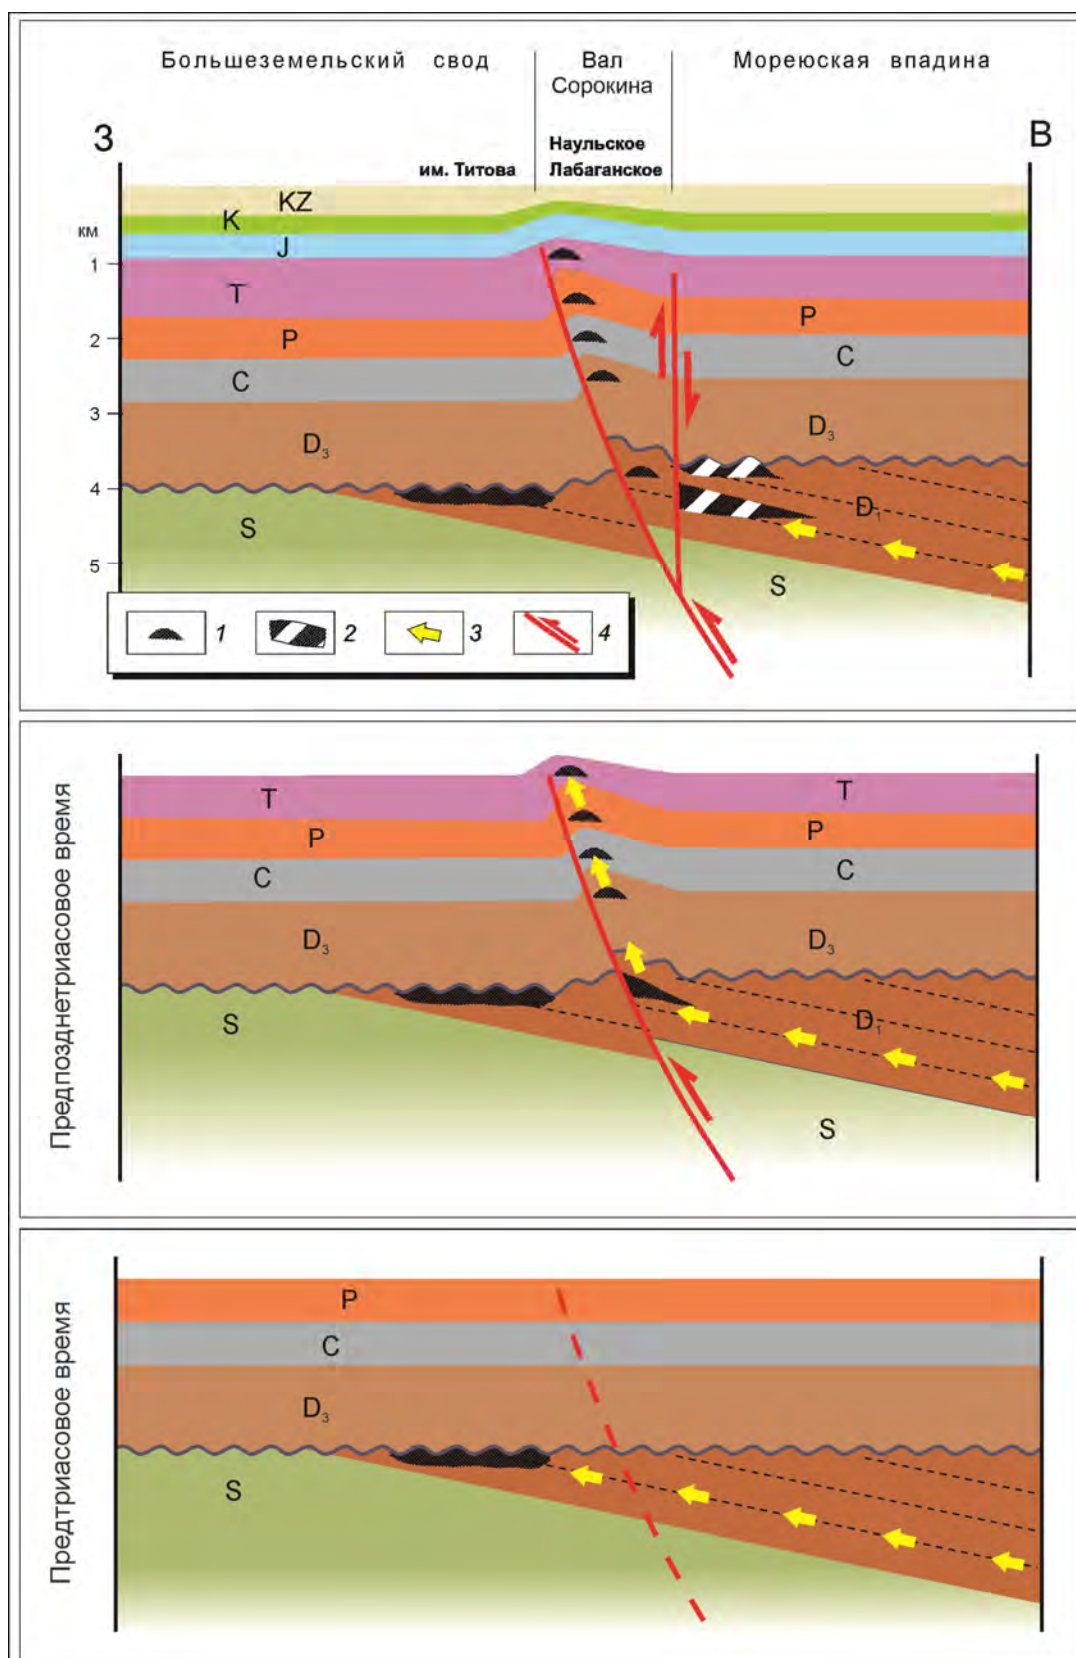 Большеземельский свод
Вал
Сорокина
Мореюская впадина
З
В
им. Титова
Наульское
Лабаганское
KZ
K
км
J
1
T
P
P
2
C
C
3
D₃
D₃
4
S
D₁
5
S
1
2
3
4
Предпозднетриасовое время
T
T
P
P
C
C
D₃
D₃
S
D₁
S
Предтриасовое время
P
C
D₃
S